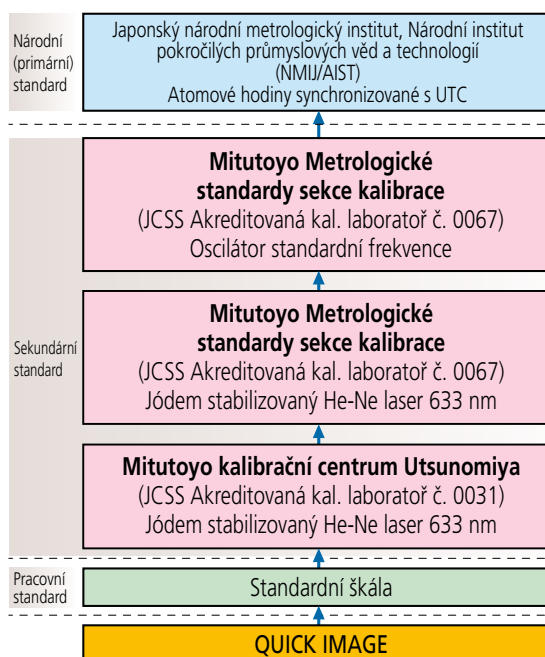 Národní
(primární)
standard
Japonský národní metrologický institut, Národní institut
pokročilých průmyslových věd a technologií
(NMIJ/AIST)
Atomové hodiny synchronizované s UTC
Sekundární
standard
Mitutoyo Metrologické
standardy sekce kalibrace
(JCSS Akreditovaná kal. laboratoř č. 0067)
Oscilátor standardní frekvence
Mitutoyo Metrologické
standardy sekce kalibrace
(JCSS Akreditovaná kal. laboratoř č. 0067)
Jódem stabilizovaný He-Ne laser 633 nm
Mitutoyo kalibrační centrum Utsunomiya
(JCSS Akreditovaná kal. laboratoř č. 0031)
Jódem stabilizovaný He-Ne laser 633 nm
Pracovní
standard
Standardní škála
QUICK IMAGE